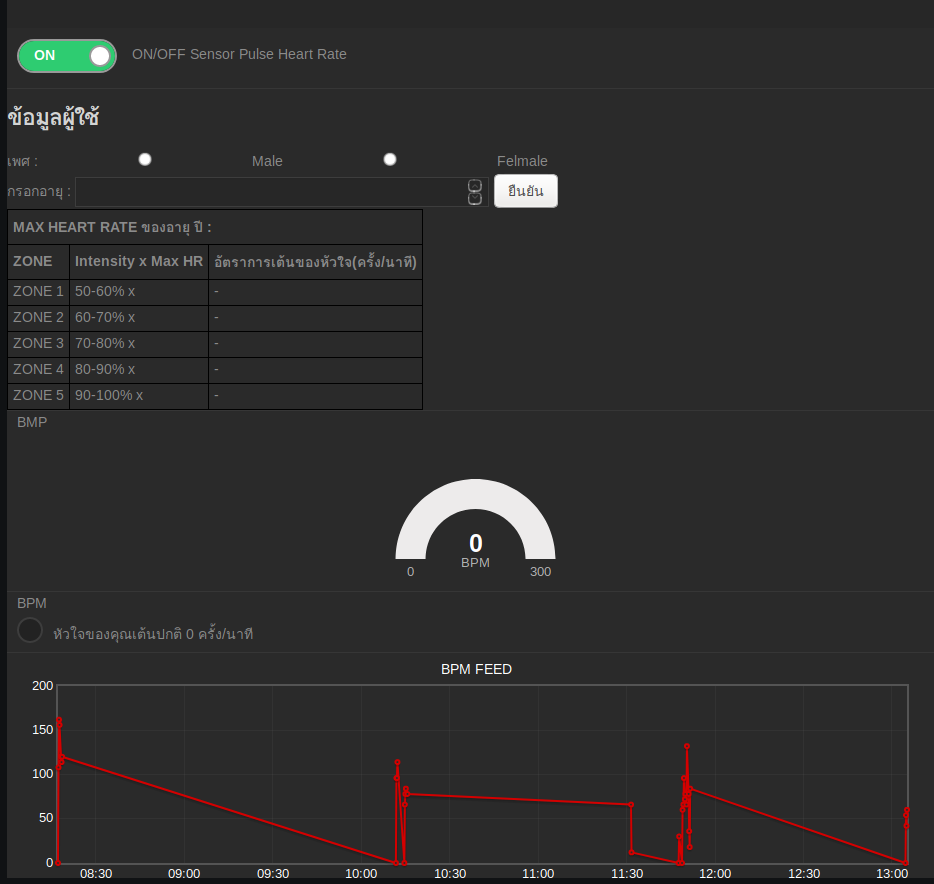 ON ON/OFF Sensor Pulse Heart Rate
ข้อมูลผู้ใช้
เพศ : Male Felmale
กรอกอายุ : ยืนยัน
MAX HEART RATE ของอายุ ปี :
ZONE Intensity x Max HR อัตราการเต้นของหัวใจ(ครั้ง/นาที)
ZONE 1 50-60% x -
ZONE 2 60-70% x -
ZONE 3 70-80% x -
ZONE 4 80-90% x -
ZONE 5 90-100% x -
BMP
0
BPM
0 300
BPM
หัวใจของคุณเต้นปกติ 0 ครั้ง/นาที
BPM FEED
200
150
100
50
0
08:30 09:00 09:30 10:00 10:30 11:00 11:30 12:00 12:30 13:00